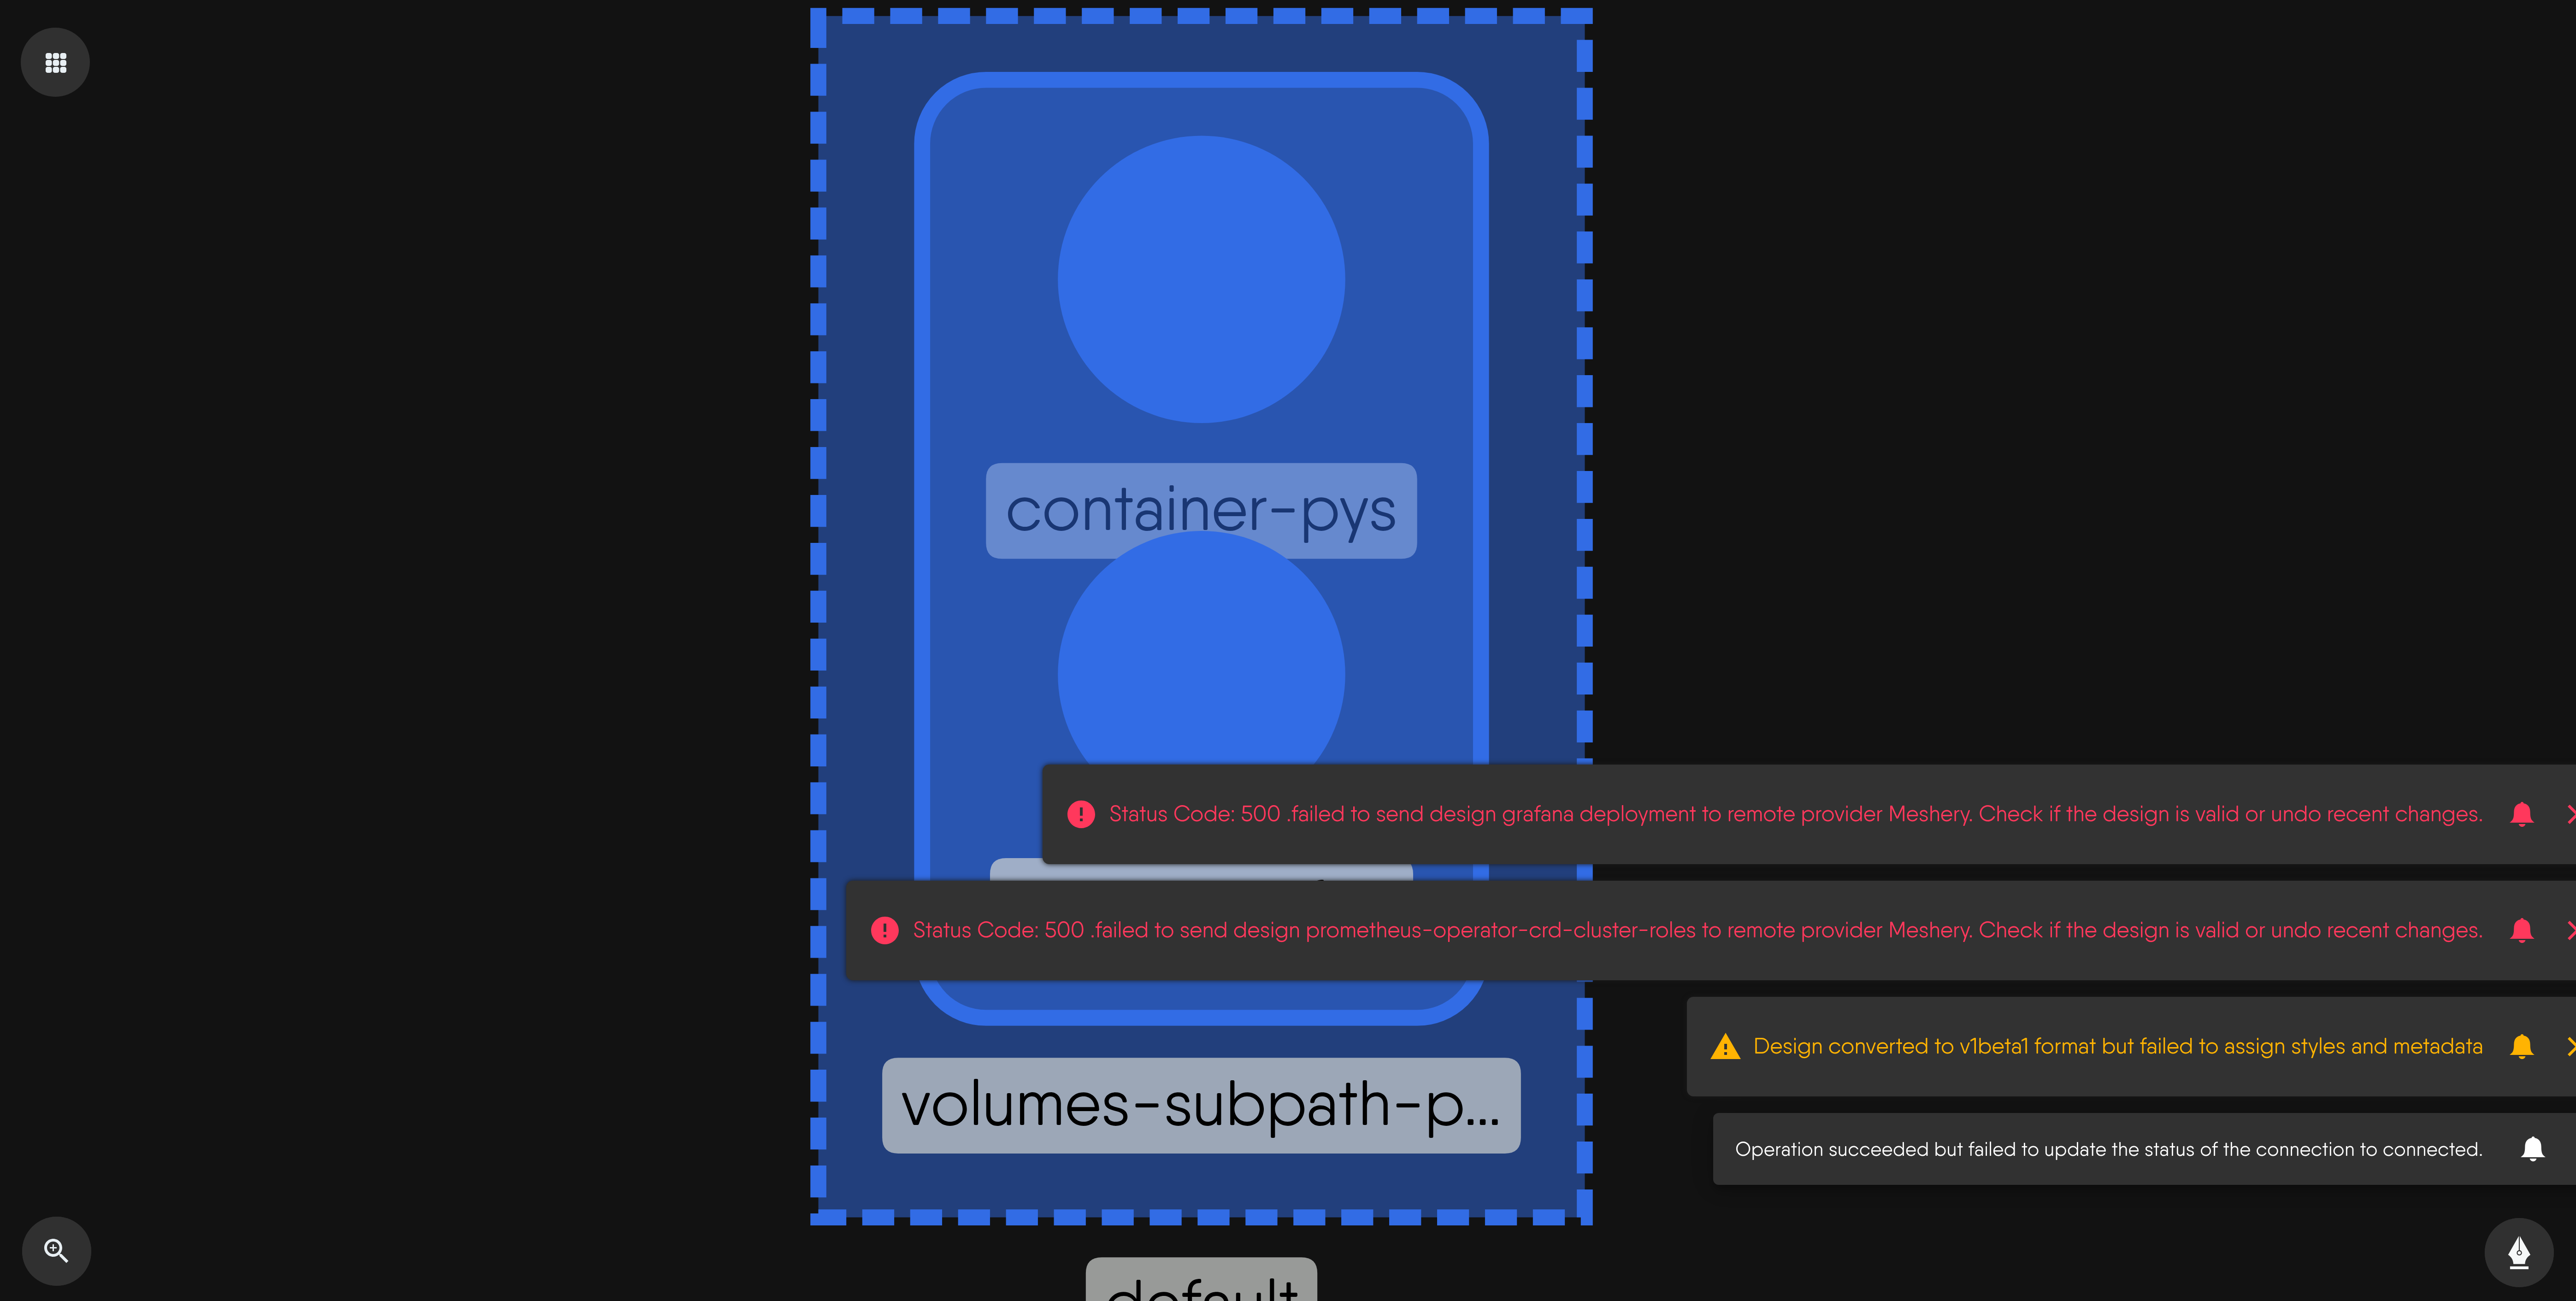 container-pys
Status Code: 500 .failed to send design grafana deployment to remote provider Meshery. Check if the design is valid or undo recent changes.
Status Code: 500 .failed to send design prometheus-operator-crd-cluster-roles to remote provider Meshery. Check if the design is valid or undo recent changes.
Design converted to v1beta1 format but failed to assign styles and metadata
volumes-subpath-p...
Operation succeeded but failed to update the status of the connection to connected.
default